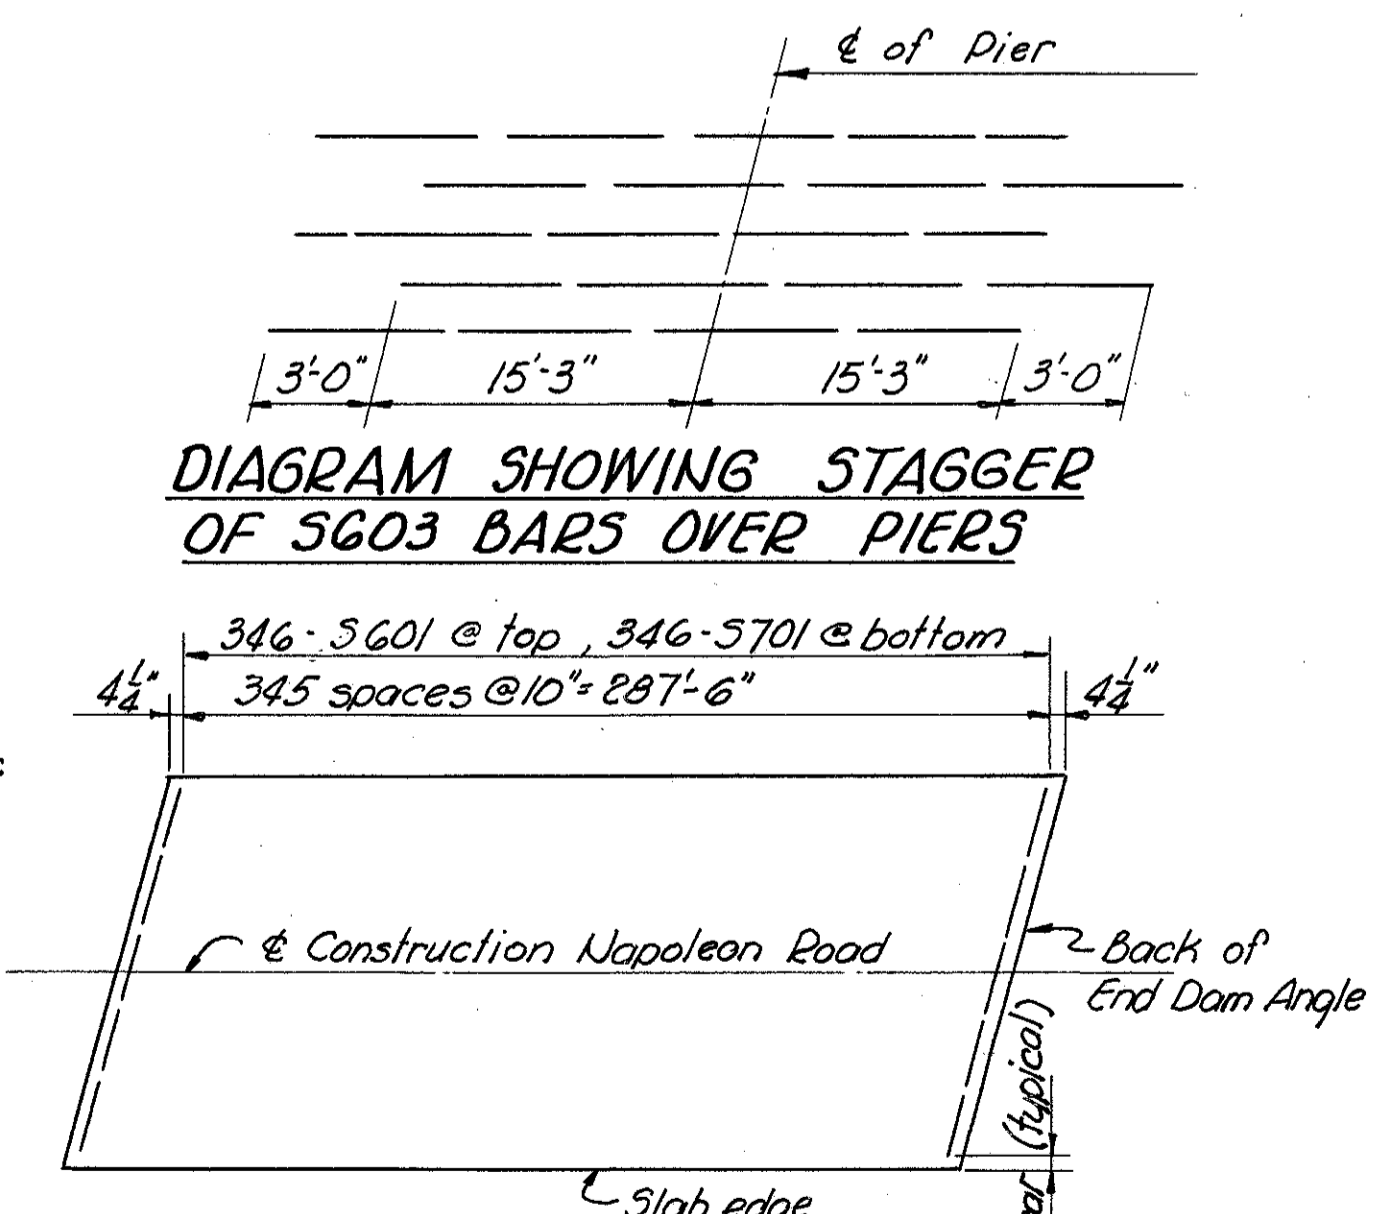 ℄ of Pier
3'-0" 15'-3" 15'-3" 3'-0"
DIAGRAM SHOWING STAGGER
OF S603 BARS OVER PIERS
346-S601 @ top, 346-S701 @ bottom
4¼" 345 spaces @ 10" = 287'-6" 4¼"
℄ Construction Napoleon Road
Back of
End Dam Angle
(typical)
Slab edge